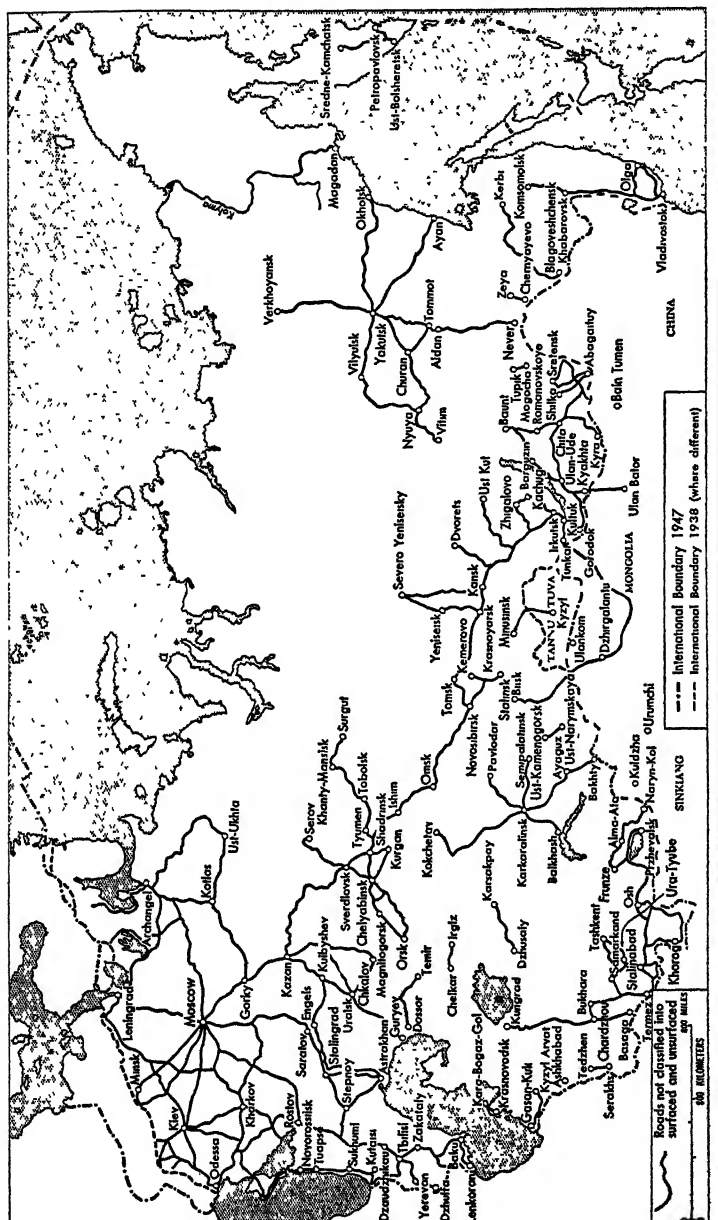 Sredne-Kamchatsk
Petropavlovsk
Ust-Bolsheretsk
Magadan
Kolyma
Okhotsk
Ayan
Kerbi
Komsomolsk
Blagoveshchensk
Khabarovsk
Olga
Vladivostok
Verkhoyansk
Zeya
Chernyayevo
Vilyuisk
Yakutsk
Churan
Tommot
Aldan
Never
Nyuya
Vitim
CHINA
Baunt
Tupik
Mogocha
Romanovskoye
Shilka
Sretensk
Abagaituy
Bain Tumen
Ust Kut
Zhigalovo
Barguzin
Kachug
Chita
Ulan-Ude
Kyakhta
Kyra
Ulan Bator
Severo Yeniseisky
Dvorets
Irkutsk
Tunka
Kultuk
Gorodok
MONGOLIA
Yeniseisk
Kansk
Kemerovo
Krasnoyarsk
Minusinsk
TANNU TUVA
Kyzyl
Ulankom
Dzhirgalantu
Tomsk
Stalinsk
Biisk
Novosibirsk
Surgut
Khanty-Mansiisk
Tobolsk
Omsk
Pavlodar
Semipalatinsk
Ust-Kamenogorsk
Ayaguz
Ust-Narymskaya
Urumchi
Serov
Tyumen
Shadrinsk
Ishim
Kurgan
Kokchetav
Karkaralinsk
Balkhash
Bakhty
Kuldzha
Naryn-Kol
SINKIANG
Ust-Ukhta
Kotlas
Archangel
Sverdlovsk
Chelyabinsk
Magnitogorsk
Orsk
Karsakpay
Dzhusaly
Alma-Ata
Frunze
Przhevalsk
Osh
Ura-Tyube
Leningrad
Moscow
Gorky
Kazan
Kuibyshev
Chkalov
Uralsk
Engels
Saratov
Stalingrad
Stepnoy
Astrakhan
Guryev
Dossor
Temir
Chelkar
Irgiz
Tashkent
Samarkand
Stalinabad
Khorog
Minsk
Kiev
Kharkov
Odessa
Rostov
Novorossiisk
Tuapse
Sukhumi
Kutaisi
Dzaudzhikau
Tbilisi
Zakataly
Yerevan
Dzhulfa
Baku
Lenkoran
Kungrad
Kara-Bogaz-Gol
Krasnovodsk
Gasan-Kuli
Kyzyl Arvat
Ashkhabad
Tedzhen
Serakhs
Bukhara
Chardzhou
Basaga
Termez
International Boundary 1947
International Boundary 1938 (where different)
Roads not classified into
surfaced and unsurfaced
800 MILES
800 KILOMETERS